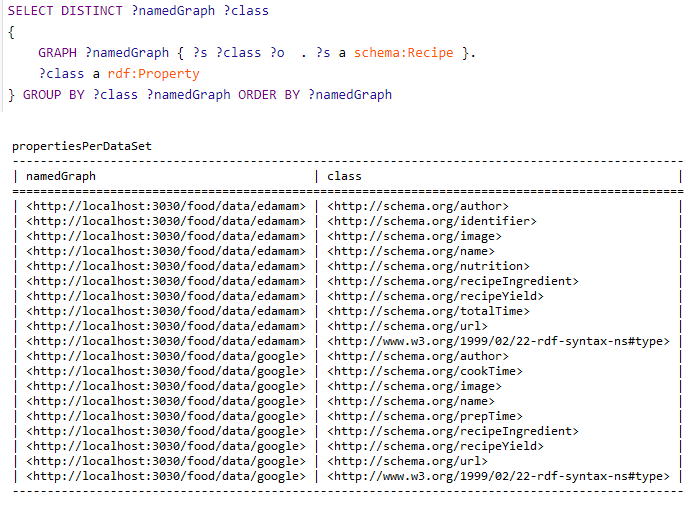 SELECT DISTINCT ?namedGraph ?class
{
    GRAPH ?namedGraph { ?s ?class ?o  . ?s a schema:Recipe }.
    ?class a rdf:Property
} GROUP BY ?class ?namedGraph ORDER BY ?namedGraph
propertiesPerDataSet
-----------------------------------------------------------------------------------------------
| namedGraph                               | class                                             |
===============================================================================================
| <http://localhost:3030/food/data/edamam> | <http://schema.org/author>                        |
| <http://localhost:3030/food/data/edamam> | <http://schema.org/identifier>                    |
| <http://localhost:3030/food/data/edamam> | <http://schema.org/image>                         |
| <http://localhost:3030/food/data/edamam> | <http://schema.org/name>                          |
| <http://localhost:3030/food/data/edamam> | <http://schema.org/nutrition>                     |
| <http://localhost:3030/food/data/edamam> | <http://schema.org/recipeIngredient>              |
| <http://localhost:3030/food/data/edamam> | <http://schema.org/recipeYield>                   |
| <http://localhost:3030/food/data/edamam> | <http://schema.org/totalTime>                     |
| <http://localhost:3030/food/data/edamam> | <http://schema.org/url>                           |
| <http://localhost:3030/food/data/edamam> | <http://www.w3.org/1999/02/22-rdf-syntax-ns#type> |
| <http://localhost:3030/food/data/google> | <http://schema.org/author>                        |
| <http://localhost:3030/food/data/google> | <http://schema.org/cookTime>                      |
| <http://localhost:3030/food/data/google> | <http://schema.org/image>                         |
| <http://localhost:3030/food/data/google> | <http://schema.org/name>                          |
| <http://localhost:3030/food/data/google> | <http://schema.org/prepTime>                      |
| <http://localhost:3030/food/data/google> | <http://schema.org/recipeIngredient>              |
| <http://localhost:3030/food/data/google> | <http://schema.org/recipeYield>                   |
| <http://localhost:3030/food/data/google> | <http://schema.org/url>                           |
| <http://localhost:3030/food/data/google> | <http://www.w3.org/1999/02/22-rdf-syntax-ns#type> |
-----------------------------------------------------------------------------------------------